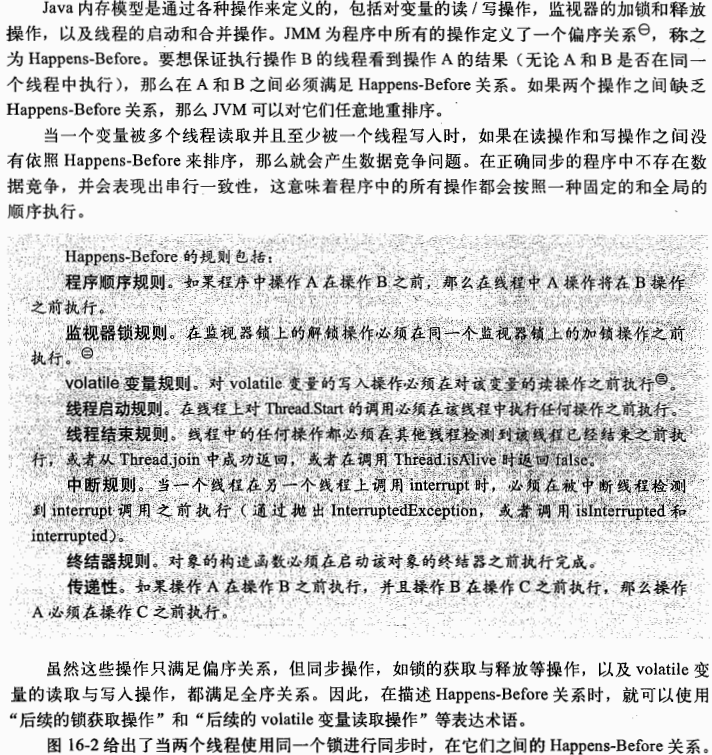 Java 内存模型是通过各种操作来定义的，包括对变量的读 / 写操作，监视器的加锁和释放
操作，以及线程的启动和合并操作。JMM 为程序中所有的操作定义了一个偏序关系㊀，称之
为 Happens-Before。要想保证执行操作 B 的线程看到操作 A 的结果（无论 A 和 B 是否在同一
个线程中执行），那么在 A 和 B 之间必须满足 Happens-Before 关系。如果两个操作之间缺乏
Happens-Before 关系，那么 JVM 可以对它们任意地重排序。
当一个变量被多个线程读取并且至少被一个线程写入时，如果在读操作和写操作之间没
有依照 Happens-Before 来排序，那么就会产生数据竞争问题。在正确同步的程序中不存在数
据竞争，并会表现出串行一致性，这意味着程序中的所有操作都会按照一种固定的和全局的
顺序执行。
Happens-Before 的规则包括：
程序顺序规则。如果程序中操作 A 在操作 B 之前，那么在线程中 A 操作将在 B 操作
之前执行。
监视器锁规则。在监视器锁上的解锁操作必须在同一个监视器锁上的加锁操作之前
执行。㊁
volatile 变量规则。对 volatile 变量的写入操作必须在对该变量的读操作之前执行㊂。
线程启动规则。在线程上对 Thread.Start 的调用必须在该线程中执行任何操作之前执行。
线程结束规则。线程中的任何操作都必须在其他线程检测到该线程已经结束之前执
行，或者从 Thread.join 中成功返回，或者在调用 Thread.isAlive 时返回 false。
中断规则。当一个线程在另一个线程上调用 interrupt 时，必须在被中断线程检测
到 interrupt 调用之前执行（通过抛出 InterruptedException，或者调用 isInterrupted 和
interrupted）。
终结器规则。对象的构造函数必须在启动该对象的终结器之前执行完成。
传递性。如果操作 A 在操作 B 之前执行，并且操作 B 在操作 C 之前执行，那么操作
A 必须在操作 C 之前执行。
虽然这些操作只满足偏序关系，但同步操作，如锁的获取与释放等操作，以及 volatile 变
量的读取与写入操作，都满足全序关系。因此，在描述 Happens-Before 关系时，就可以使用
“后续的锁获取操作”和“后续的 volatile 变量读取操作”等表达术语。
图 16-2 给出了当两个线程使用同一个锁进行同步时，在它们之间的 Happens-Before 关系。